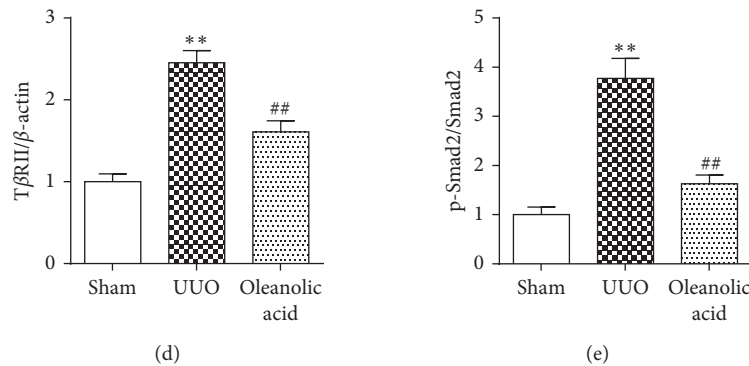 TβRII/β-actin
3
2
1
0
**
##
Sham
UUO
Oleanolic
acid
(d)
p-Smad2/Smad2
5
4
3
2
1
0
**
##
Sham
UUO
Oleanolic
acid
(e)